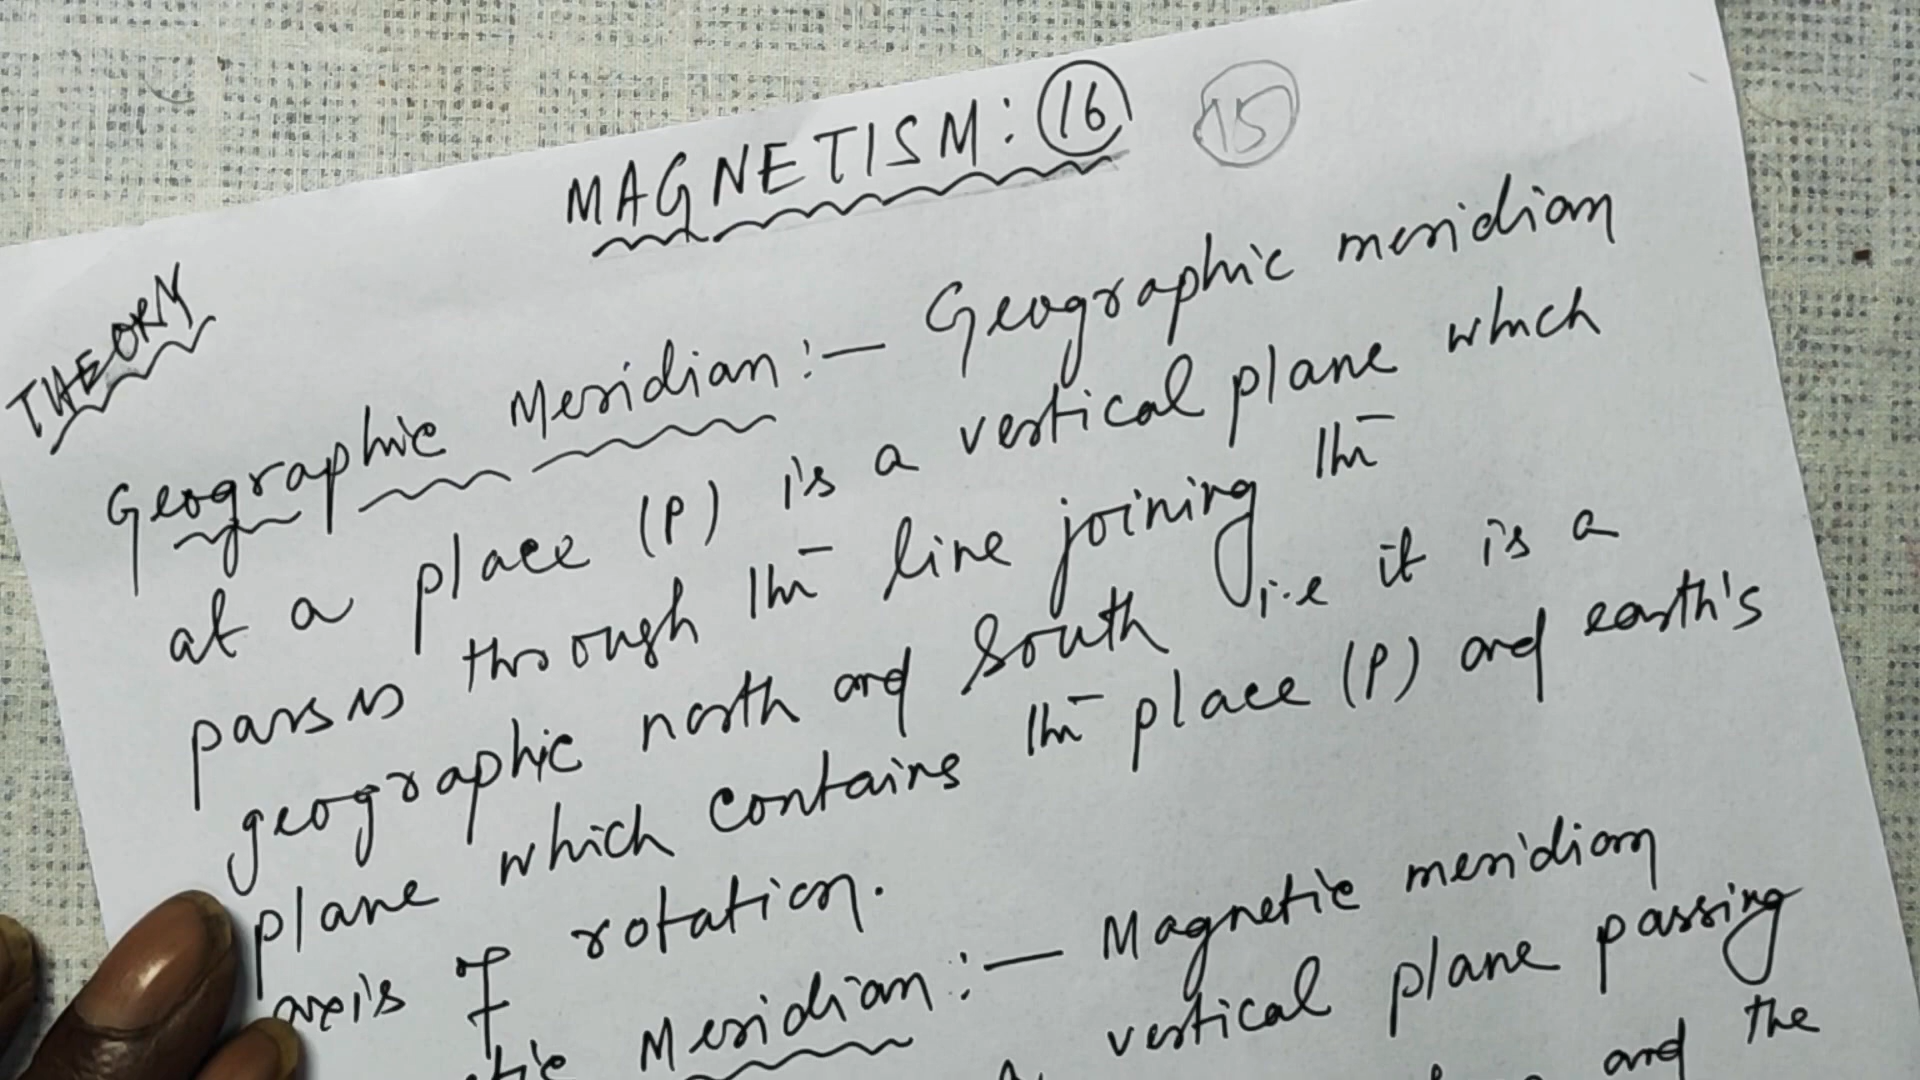 MAGNETISM: 16 15
THEORY
Geographic Meridian:— Geographic meridian
at a place (P) is a vertical plane which
passes through the line joining the
geographic north and South i.e it is a
plane which contains the place (P) and earth's
axis of rotation.
Meridian:— Magnetic meridian
vertical plane passing
and the